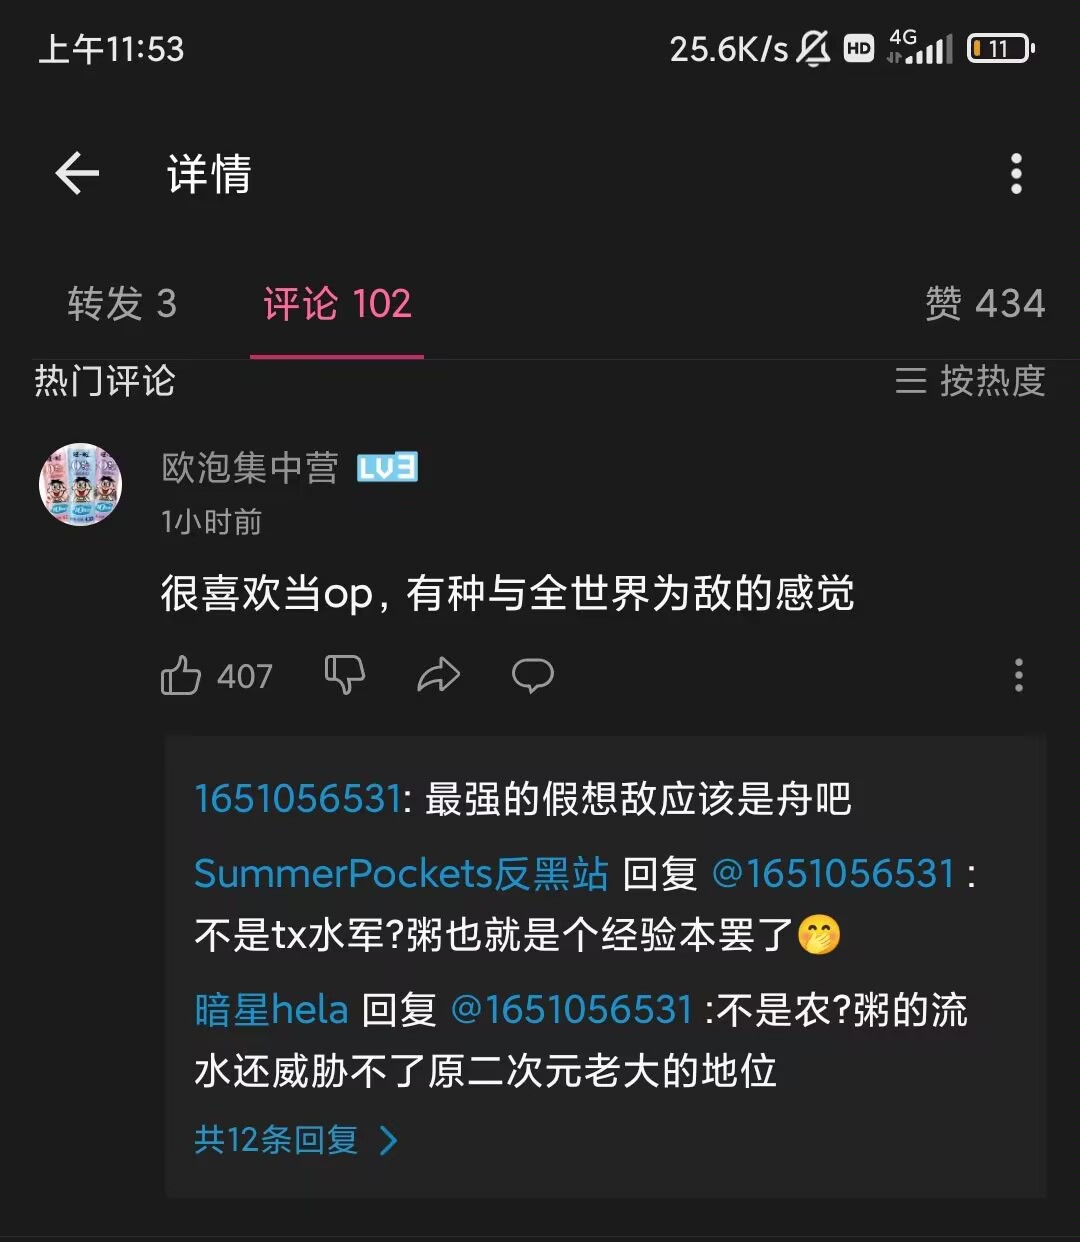 上午11:53
25.6K/s HD 4G 11
详情
转发 3 评论 102 赞 434
热门评论 按热度
欧泡集中营 LV3
1小时前
很喜欢当op，有种与全世界为敌的感觉
407
1651056531: 最强的假想敌应该是舟吧
SummerPockets反黑站 回复 @1651056531 :
不是tx水军?粥也就是个经验本罢了🤭
暗星hela 回复 @1651056531 :不是农?粥的流
水还威胁不了原二次元老大的地位
共12条回复